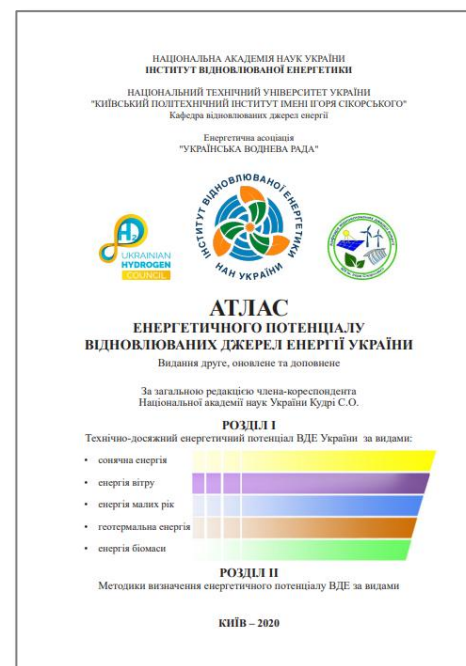 НАЦІОНАЛЬНА АКАДЕМІЯ НАУК УКРАЇНИ
ІНСТИТУТ ВІДНОВЛЮВАНОЇ ЕНЕРГЕТИКИ
НАЦІОНАЛЬНИЙ ТЕХНІЧНИЙ УНІВЕРСИТЕТ УКРАЇНИ
"КИЇВСЬКИЙ ПОЛІТЕХНІЧНИЙ ІНСТИТУТ ІМЕНІ ІГОРЯ СІКОРСЬКОГО"
Кафедра відновлюваних джерел енергії
Енергетична асоціація
"УКРАЇНСЬКА ВОДНЕВА РАДА"
H2
UKRAINIAN
HYDROGEN
COUNCIL
ІНСТИТУТ ВІДНОВЛЮВАНОЇ ЕНЕРГЕТИКИ
НАН УКРАЇНИ
АТЛАС
ЕНЕРГЕТИЧНОГО ПОТЕНЦІАЛУ
ВІДНОВЛЮВАНИХ ДЖЕРЕЛ ЕНЕРГІЇ УКРАЇНИ
Видання друге, оновлене та доповнене
За загальною редакцією члена-кореспондента
Національної академії наук України Кудрі С.О.
РОЗДІЛ І
Технічно-досяжний енергетичний потенціал ВДЕ України за видами:
• сонячна енергія
• енергія вітру
• енергія малих рік
• геотермальна енергія
• енергія біомаси
РОЗДІЛ ІІ
Методики визначення енергетичного потенціалу ВДЕ за видами
КИЇВ – 2020